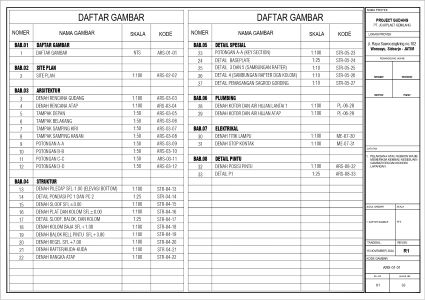 DAFTAR GAMBAR
NOMER NAMA GAMBAR SKALA KODE
BAB.01 DAFTAR GAMBAR
1 DAFTAR GAMBAR NTS ARS-01-01
BAB.02 SITE PLAN
2 SITE PLAN 1:100 ARS-02-02
BAB.03 ARSITEKTUR
3 DENAH RENCANA GUDANG 1:100 ARS-03-03
4 DENAH RENCANA ATAP 1:100 ARS-03-04
5 TAMPAK DEPAN 1:50 ARS-03-05
6 TAMPAK BELAKANG 1:50 ARS-03-06
7 TAMPAK SAMPING KIRI 1:50 ARS-03-07
8 TAMPAK SAMPING KANAN 1:50 ARS-03-08
9 POTONGAN A-A 1:50 ARS-03-09
10 POTONGAN B-B 1:50 ARS-03-10
11 POTONGAN C-C 1:50 ARS-03-11
12 POTONGAN D-D 1:50 ARS-03-12
BAB.04 STRUKTUR
13 DENAH PILECAP SFL -1.00 (ELEVASI BOTTOM) 1:100 STR-04-13
14 DETAIL PONDASI PC 1 DAN PC 2 1:25 STR-04-14
15 DENAH SLOOF SFL ±0.00 1:100 STR-04-15
16 DENAH PLAT DAN KOLOM SFL ±0.00 1:100 STR-04-16
17 DETAIL SLOOF, BALOK, DAN KOLOM 1:25 STR-04-17
18 DENAH KOLOM BAJA SFL +1.00 1:100 STR-04-18
19 DENAH BALOK RELL PINTU SFL +3.80 1:100 STR-04-19
20 DENAH REGEL SFL +7.00 1:100 STR-04-20
21 DENAH RAFTER/KUDA-KUDA 1:100 STR-04-21
22 DENAH RANGKA ATAP 1:100 STR-04-22
DAFTAR GAMBAR
NOMER NAMA GAMBAR SKALA KODE
BAB.05 DETAIL SPESIAL
23 POTONGAN A-A (KEY SECTION) 1:100 STR-05-23
24 DETAIL BASEPLATE 1:25 STR-05-24
25 DETAIL 3 DAN 5 (SAMBUNGAN RAFTER) 1:10 STR-05-25
26 DETAIL 4 (SAMBUNGAN RAFTER DGN KOLOM) 1:10 STR-05-26
27 DETAIL PENAMPANG SAGROD GORDING 1:10 STR-05-27
BAB.06 PLUMBING
28 DENAH KOTOR DAN AIR HUJAN LANTAI 1 1:100 PL-06-28
29 DENAH KOTOR DAN AIR HUJAN ATAP 1:100 PL-06-29
BAB.07 ELEKTRIKAL
30 DENAH TITIK LAMPU 1:100 ME-07-30
31 DENAH STOP KONTAK 1:100 ME-07-31
BAB.08 DETAIL PINTU
32 DENAH POSISI PINTU 1:100 ARS-08-32
33 DETAIL P1 1:25 ARS-08-33
PROJECT GUDANG
LOKASI PROYEK
DAFTAR GAMBAR
REVISI
R1
KODE GAMBAR
ARS-01-01